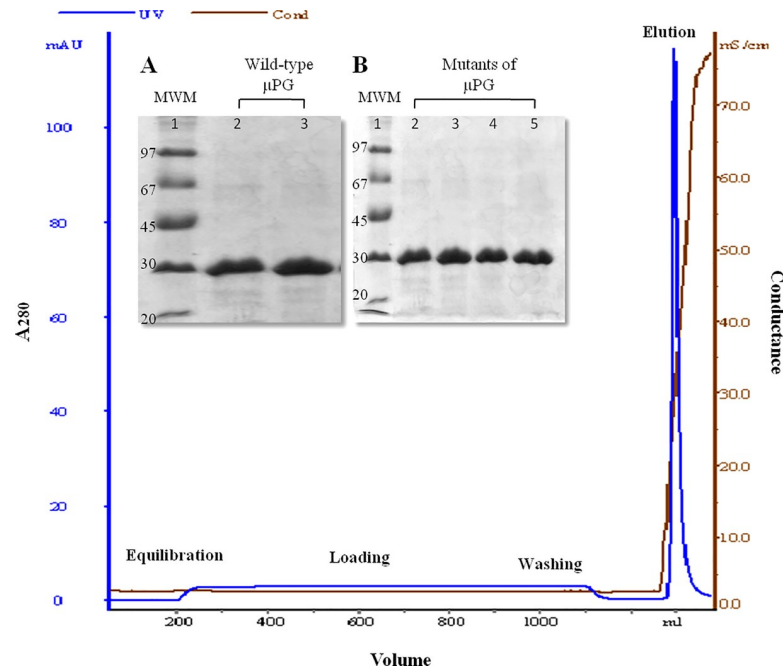 UV
Cond
mAU
Elution
mS/cm
A
Wild-type
µPG
B
Mutants of
µPG
MWM
MWM
1
2
3
1
2
3
4
5
97
67
45
30
20
97
67
45
30
20
100
80
60
40
20
0
70.0
60.0
50.0
40.0
30.0
20.0
10.0
0.0
A280
Conductance
Equilibration
Loading
Washing
200
400
600
800
1000
ml
Volume